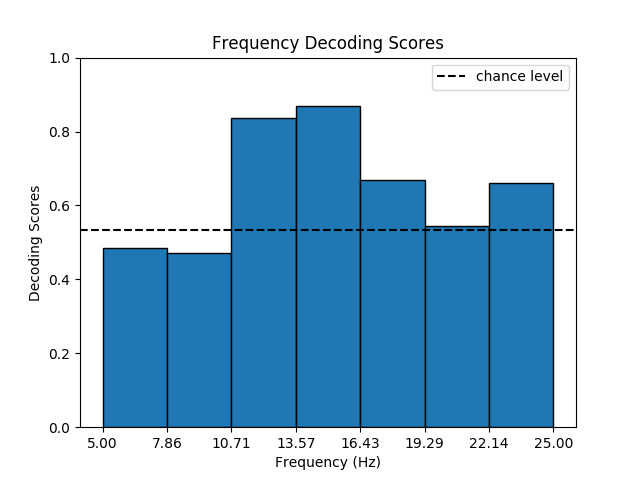 Frequency Decoding Scores
1.0
chance level
0.8
0.6
0.4
0.2
0.0
Decoding Scores
5.00 7.86 10.71 13.57 16.43 19.29 22.14 25.00
Frequency (Hz)